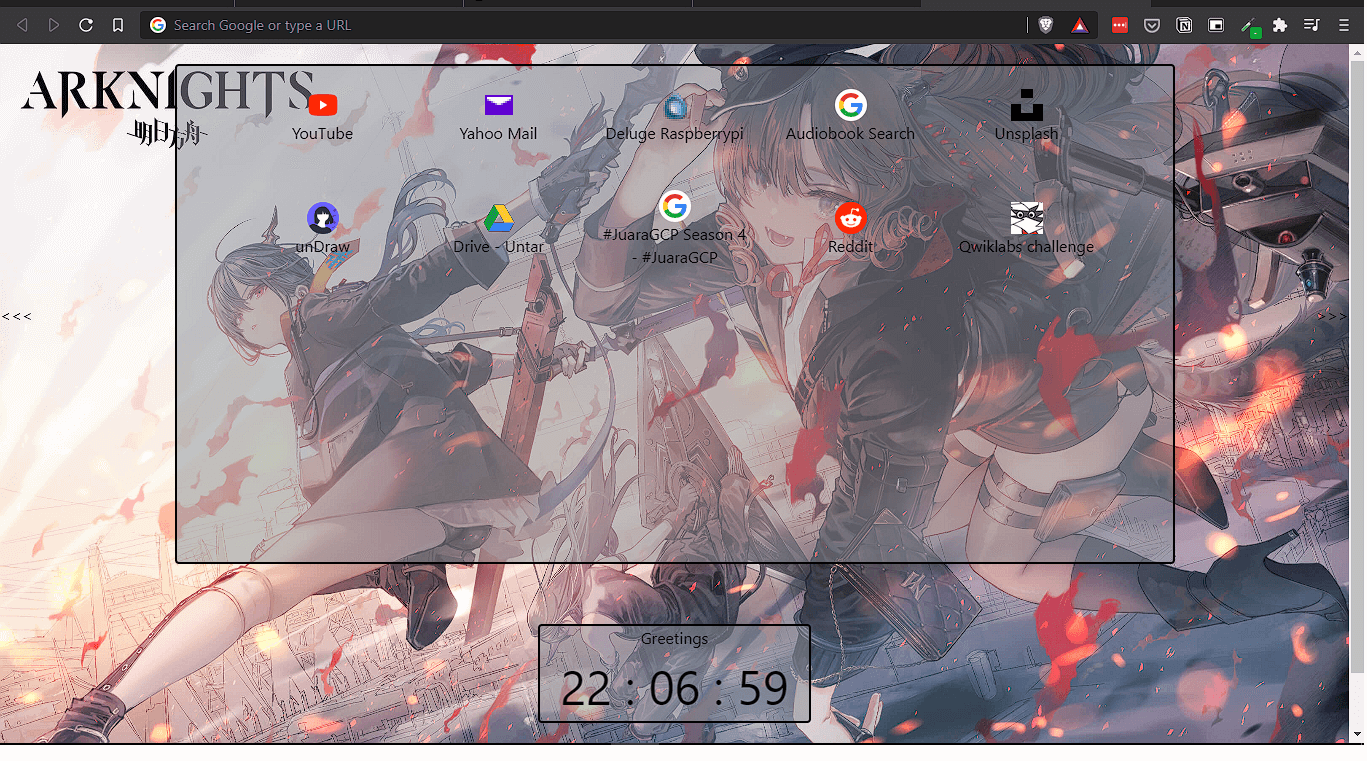 Search Google or type a URL
ARKNIGHTS
明日方舟
YouTube
Yahoo Mail
Deluge Raspberrypi
Audiobook Search
Unsplash
unDraw
Drive - Untar
#JuaraGCP Season 4
- #JuaraGCP
Reddit
Qwiklabs challenge
<<<
>>>
Greetings
22 : 06 : 59